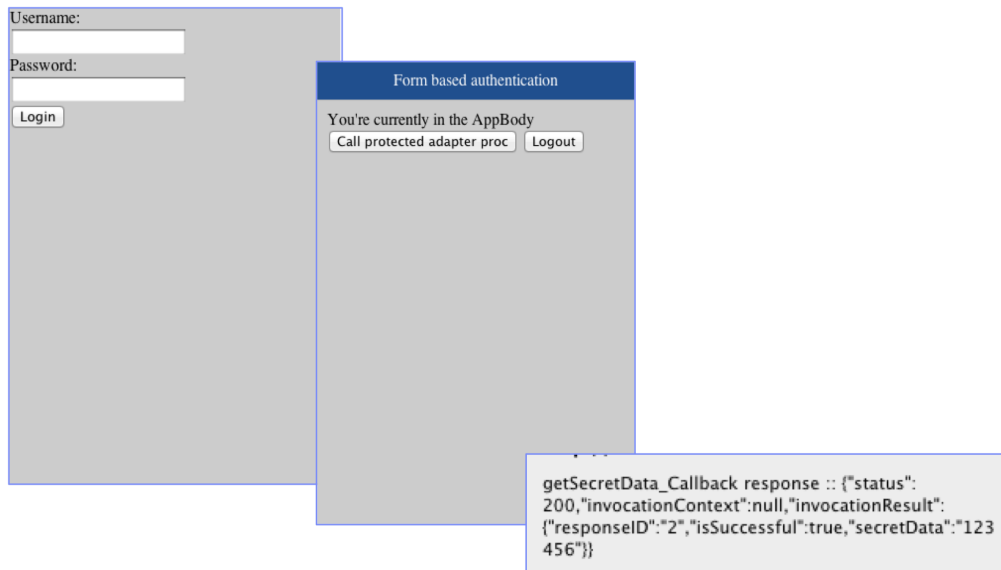 Username:
Password:
Login
Form based authentication
You're currently in the AppBody
Call protected adapter proc
Logout
getSecretData_Callback response :: {"status":
200,"invocationContext":null,"invocationResult":
{"responseID":"2","isSuccessful":true,"secretData":"123
456"}}